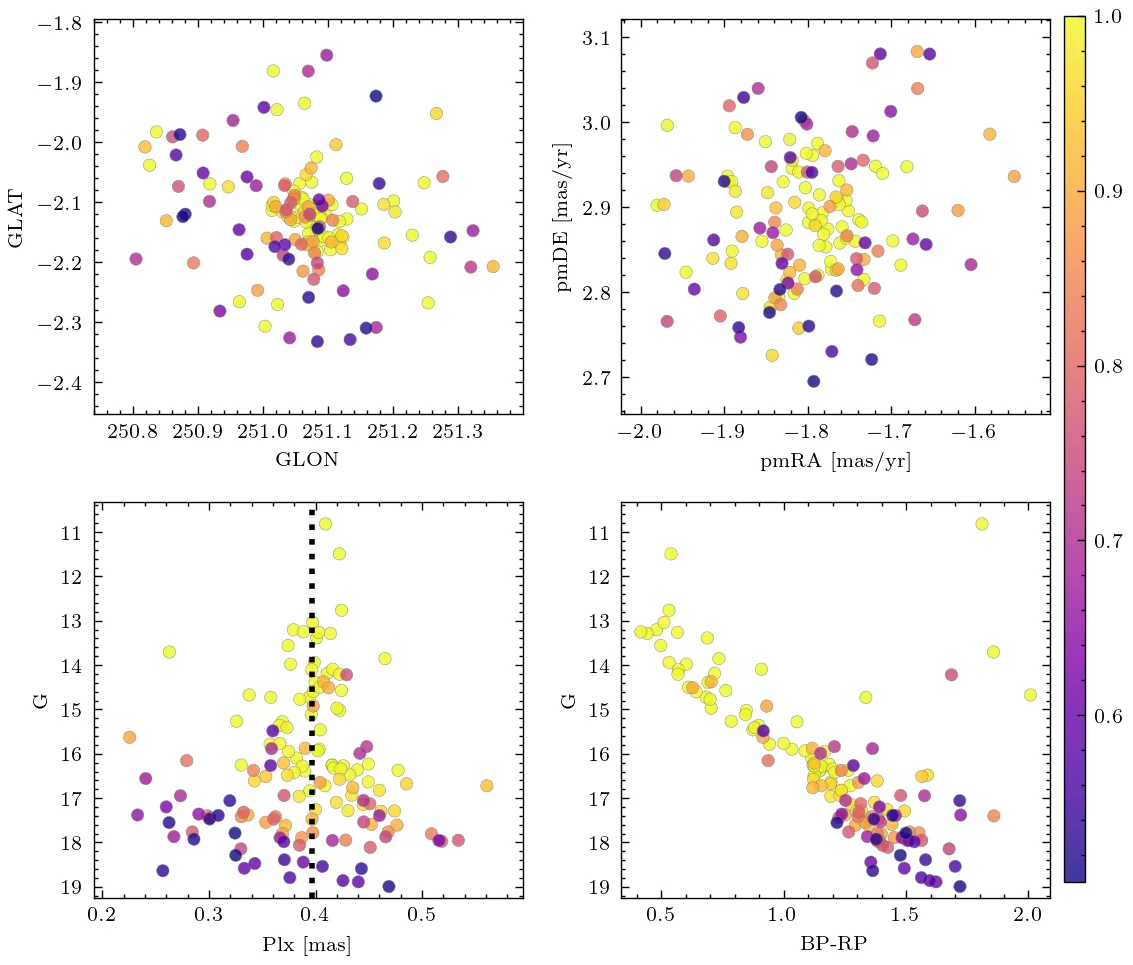 −1.8
−1.9
−2.0
−2.1
−2.2
−2.3
−2.4
GLAT
250.8 250.9 251.0 251.1 251.2 251.3
GLON
3.1
3.0
2.9
2.8
2.7
pmDE [mas/yr]
−2.0 −1.9 −1.8 −1.7 −1.6
pmRA [mas/yr]
1.0
0.9
0.8
0.7
0.6
11
12
13
14
15
16
17
18
19
G
0.2 0.3 0.4 0.5
Plx [mas]
11
12
13
14
15
16
17
18
19
G
0.5 1.0 1.5 2.0
BP-RP